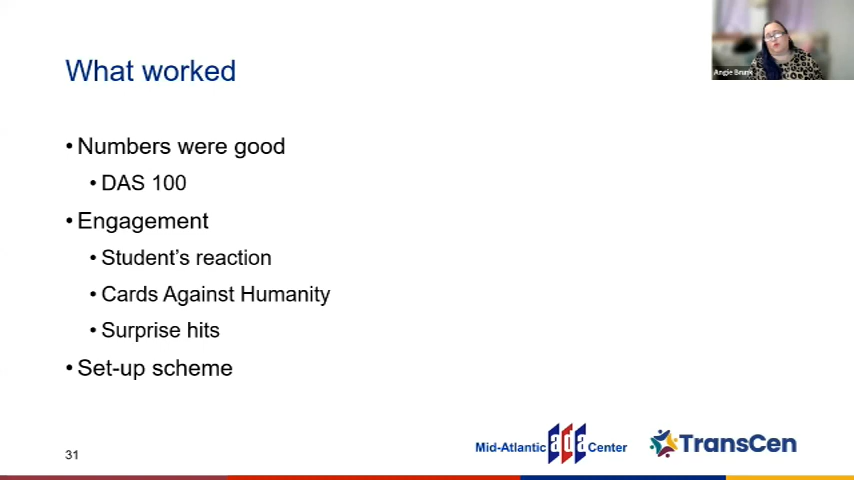 Angie Brunk
What worked
• Numbers were good
• DAS 100
• Engagement
• Student’s reaction
• Cards Against Humanity
• Surprise hits
• Set-up scheme
31
Mid-Atlantic ada Center
TransCen